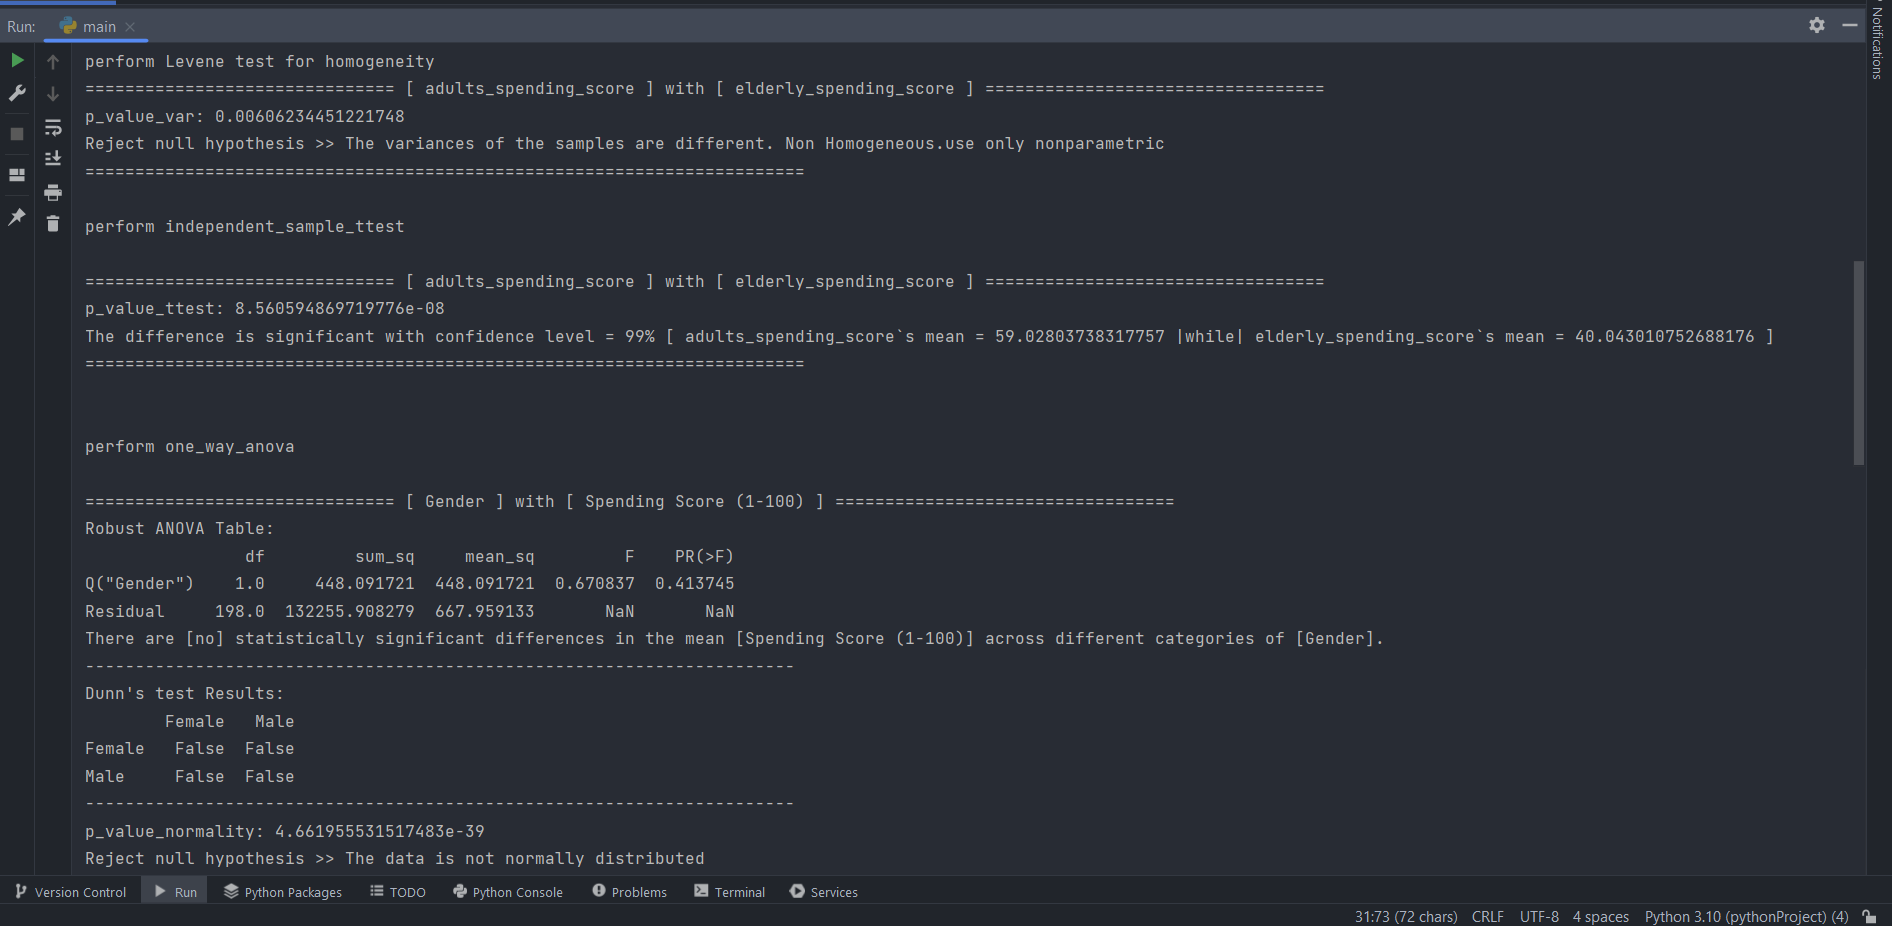 Run: main
Notifications
perform Levene test for homogeneity
=============================== [ adults_spending_score ] with [ elderly_spending_score ] ==================================
p_value_var: 0.00606234451221748
Reject null hypothesis >> The variances of the samples are different. Non Homogeneous.use only nonparametric
========================================================================
perform independent_sample_ttest
=============================== [ adults_spending_score ] with [ elderly_spending_score ] ==================================
p_value_ttest: 8.560594869719776e-08
The difference is significant with confidence level = 99% [ adults_spending_score`s mean = 59.02803738317757 |while| elderly_spending_score`s mean = 40.043010752688176 ]
========================================================================
perform one_way_anova
=============================== [ Gender ] with [ Spending Score (1-100) ] ==================================
Robust ANOVA Table:
df sum_sq mean_sq F PR(>F)
Q("Gender") 1.0 448.091721 448.091721 0.670837 0.413745
Residual 198.0 132255.908279 667.959133 NaN NaN
There are [no] statistically significant differences in the mean [Spending Score (1-100)] across different categories of [Gender].
-----------------------------------------------------------------------
Dunn's test Results:
Female Male
Female False False
Male False False
-----------------------------------------------------------------------
p_value_normality: 4.661955531517483e-39
Reject null hypothesis >> The data is not normally distributed
Version Control Run Python Packages TODO Python Console Problems Terminal Services
31:73 (72 chars) CRLF UTF-8 4 spaces Python 3.10 (pythonProject) (4)